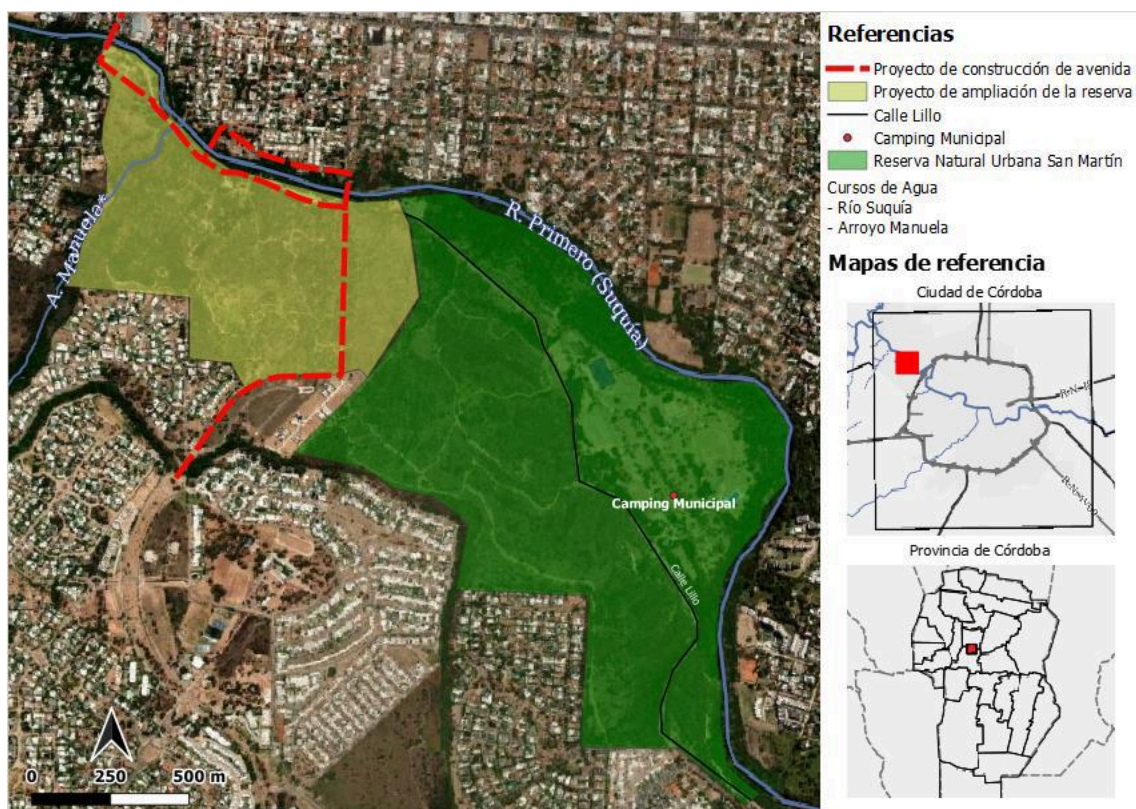 Referencias
Proyecto de construcción de avenida
Proyecto de ampliación de la reserva
Calle Lillo
Camping Municipal
Reserva Natural Urbana San Martín
Cursos de Agua
- Río Suquía
- Arroyo Manuela
Mapas de referencia
Ciudad de Córdoba
Provincia de Córdoba
A. Manuela*
R. Primero (Suquía)
Camping Municipal
Calle Lillo
0 250 500 m